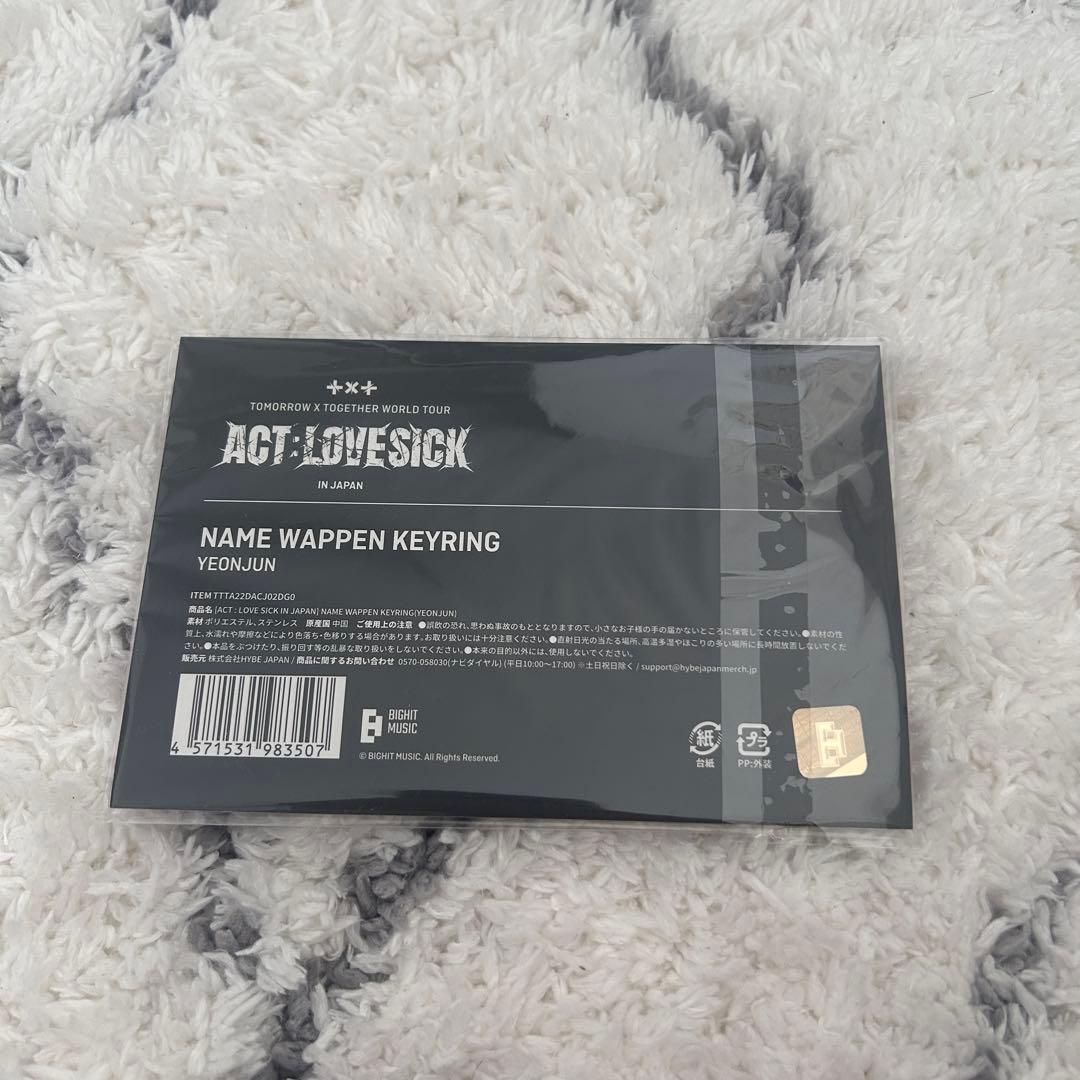 +x+
TOMORROW X TOGETHER WORLD TOUR
ACT:LOVESICK
IN JAPAN
NAME WAPPEN KEYRING
YEONJUN
ITEM TTTA22DACJ02DG0
商品名 [ACT : LOVE SICK IN JAPAN] NAME WAPPEN KEYRING(YEONJUN)
素材 ポリエステル、ステンレス 原産国 中国 ご使用上の注意 ●誤飲の恐れ、思わぬ事故のもととなりますので、小さなお子様の手の届かないところに保管してください。●素材の性
質上、水濡れや摩擦などにより色落ち・色移りする場合があります。お取り扱いには十分注意ください。●直射日光の当たる場所、高温多湿やほこりの多い場所に長時間放置しないでくだ
さい。●本品をぶつけたり、振り回す等の乱暴な取り扱いをしないでください。●本来の目的以外には、使用しないでください。
販売元 株式会社HYBE JAPAN / 商品に関するお問い合わせ 0570-058030(ナビダイヤル) (平日10:00〜17:00) ※土日祝日除く / support@hybejapanmerch.jp
4 571531 983507
BIGHIT
MUSIC
© BIGHIT MUSIC. All Rights Reserved.
紙
台紙
プラ
PP:外装